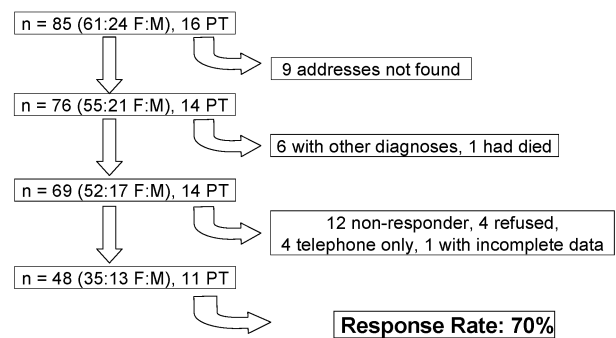 n = 85 (61:24 F:M), 16 PT
9 addresses not found
n = 76 (55:21 F:M), 14 PT
6 with other diagnoses, 1 had died
n = 69 (52:17 F:M), 14 PT
12 non-responder, 4 refused,
4 telephone only, 1 with incomplete data
n = 48 (35:13 F:M), 11 PT
Response Rate: 70%